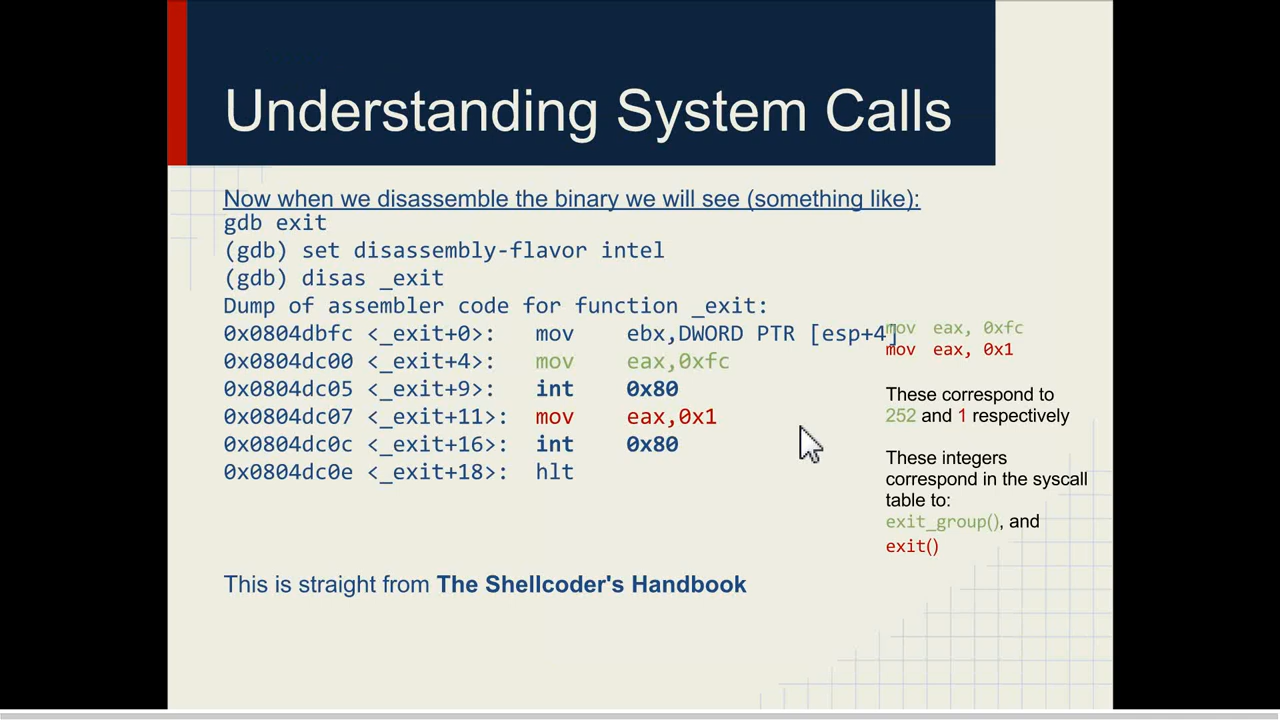 Understanding System Calls
Now when we disassemble the binary we will see (something like):
gdb exit
(gdb) set disassembly-flavor intel
(gdb) disas _exit
Dump of assembler code for function _exit:
0x0804dbfc <_exit+0>: mov ebx,DWORD PTR [esp+4]
0x0804dc00 <_exit+4>: mov eax,0xfc
0x0804dc05 <_exit+9>: int 0x80
0x0804dc07 <_exit+11>: mov eax,0x1
0x0804dc0c <_exit+16>: int 0x80
0x0804dc0e <_exit+18>: hlt
This is straight from The Shellcoder's Handbook
mov eax, 0xfc
mov eax, 0x1
These correspond to
252 and 1 respectively
These integers
correspond in the syscall
table to:
exit_group(), and
exit()